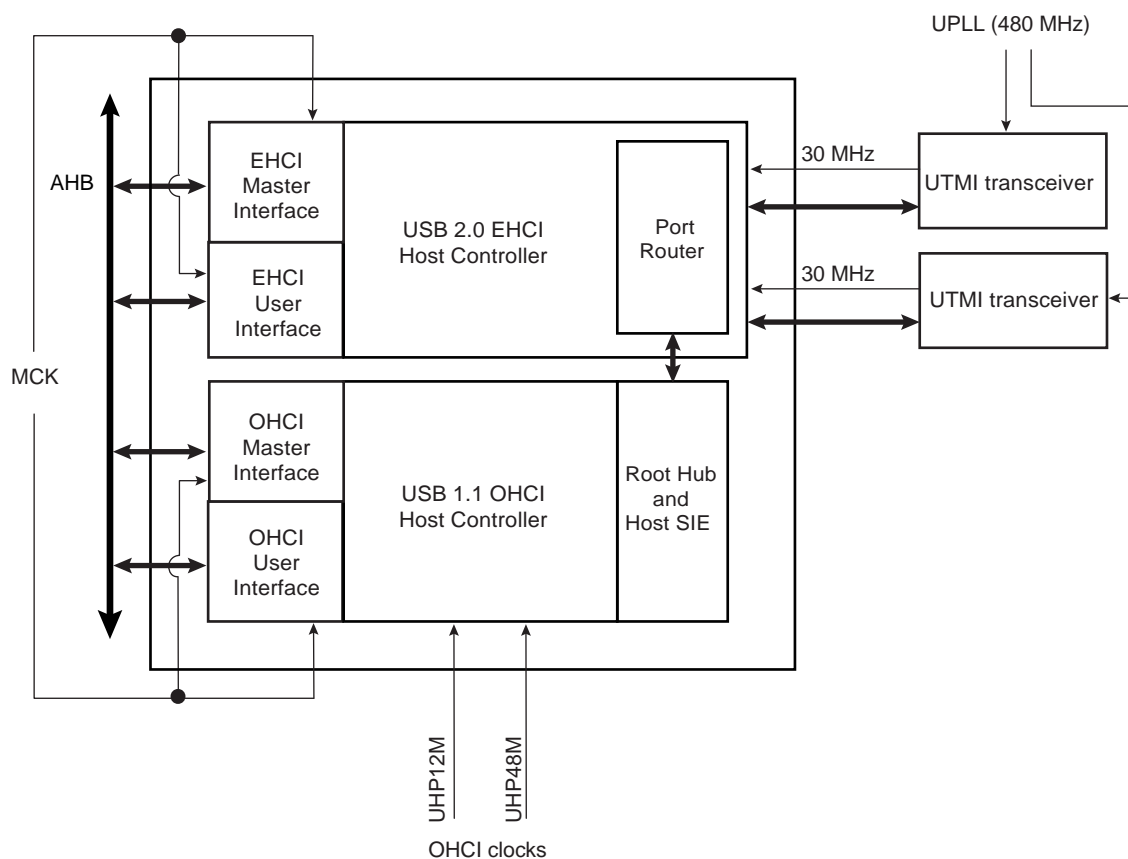 UPLL (480 MHz)
AHB
EHCI
Master
Interface
USB 2.0 EHCI
Host Controller
Port
Router
30 MHz
UTMI transceiver
EHCI
User
Interface
30 MHz
UTMI transceiver
MCK
OHCI
Master
Interface
USB 1.1 OHCI
Host Controller
Root Hub
and
Host SIE
OHCI
User
Interface
UHP12M
UHP48M
OHCI clocks